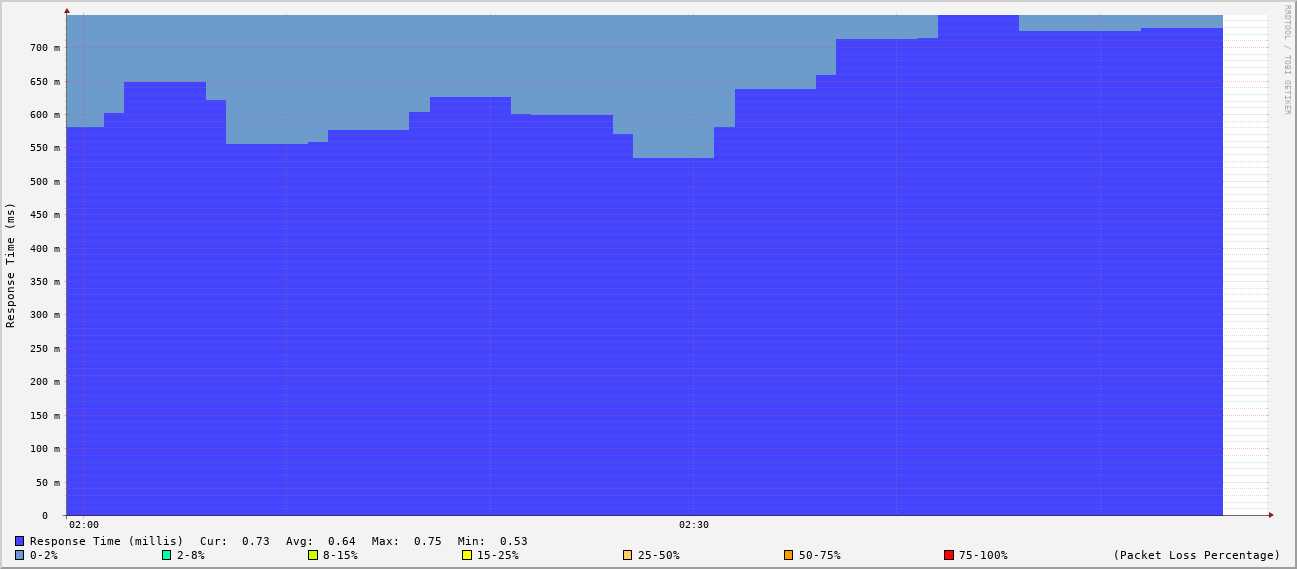 RRDTOOL / TOBI OETIKER
Response Time (ms)
700 m
650 m
600 m
550 m
500 m
450 m
400 m
350 m
300 m
250 m
200 m
150 m
100 m
50 m
0
02:00 02:30
Response Time (millis) Cur: 0.73 Avg: 0.64 Max: 0.75 Min: 0.53
0-2% 2-8% 8-15% 15-25% 25-50% 50-75% 75-100% (Packet Loss Percentage)